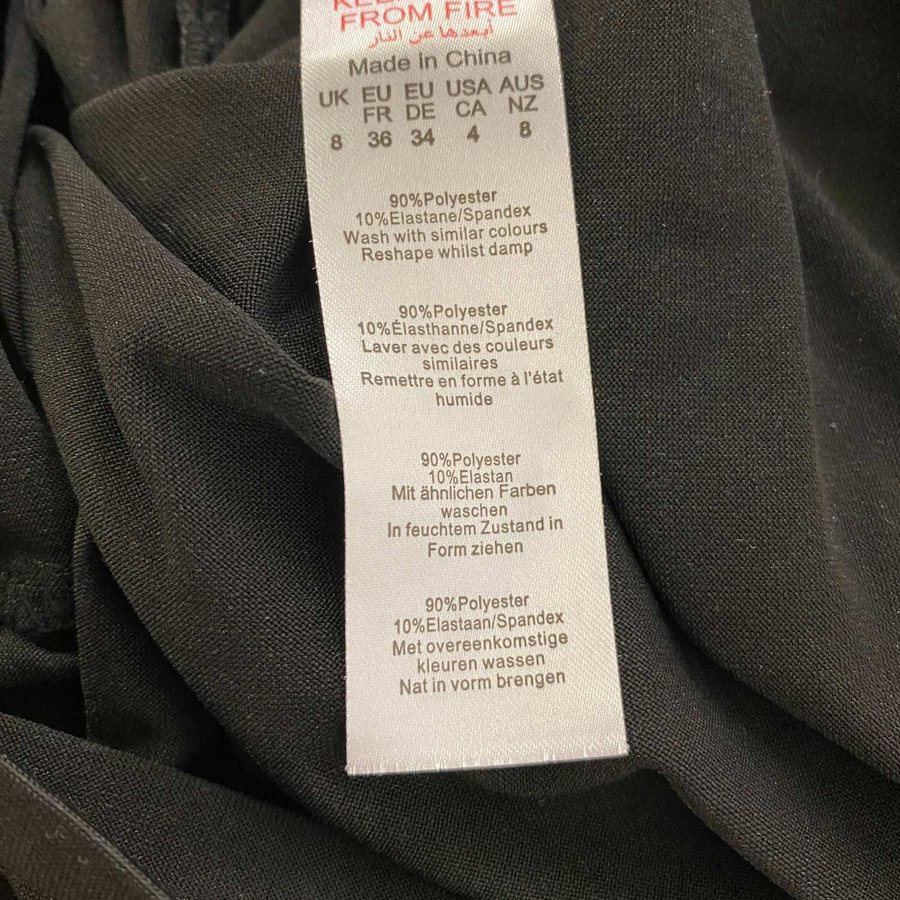 FROM FIRE
أبعدها عن النار
Made in China
UK EU EU USA AUS
FR DE CA NZ
8 36 34 4 8
90%Polyester
10%Elastane/Spandex
Wash with similar colours
Reshape whilst damp
90%Polyester
10%Élasthanne/Spandex
Laver avec des couleurs
similaires
Remettre en forme à l'état
humide
90%Polyester
10%Elastan
Mit ähnlichen Farben
waschen
In feuchtem Zustand in
Form ziehen
90%Polyester
10%Elastaan/Spandex
Met overeenkomstige
kleuren wassen
Nat in vorm brengen